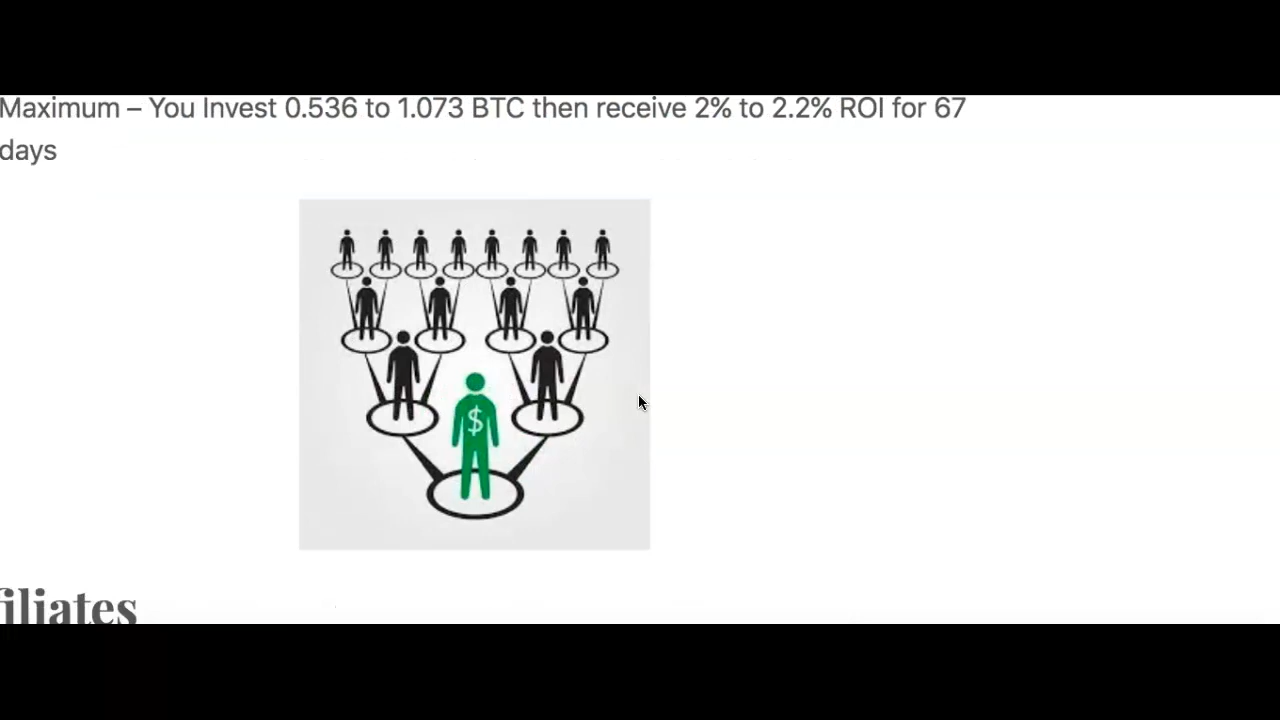 Maximum – You Invest 0.536 to 1.073 BTC then receive 2% to 2.2% ROI for 67
days
$
filiates